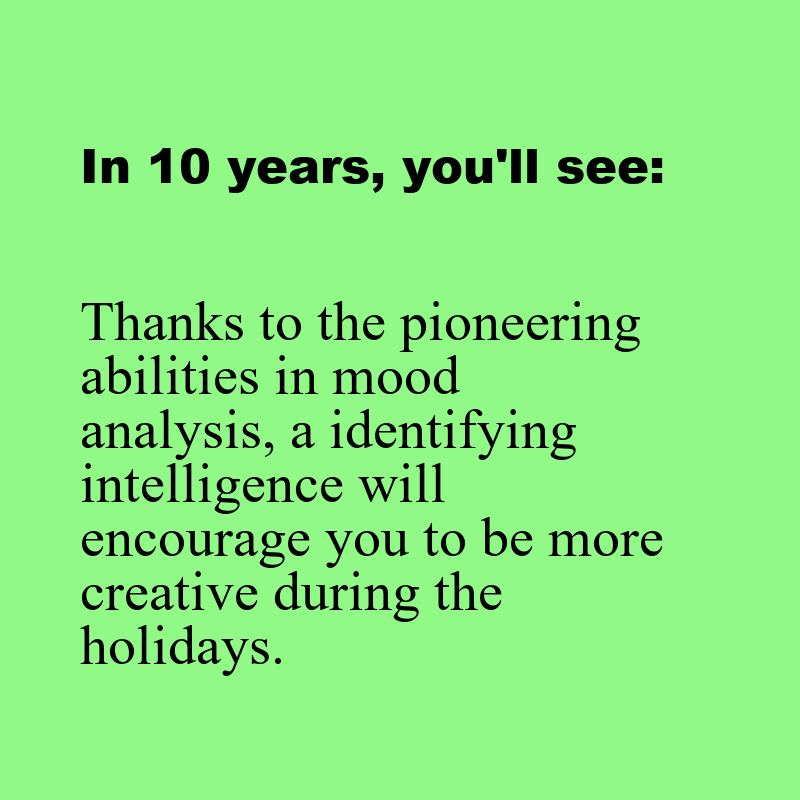 In 10 years, you'll see:
Thanks to the pioneering
abilities in mood
analysis, a identifying
intelligence will
encourage you to be more
creative during the
holidays.